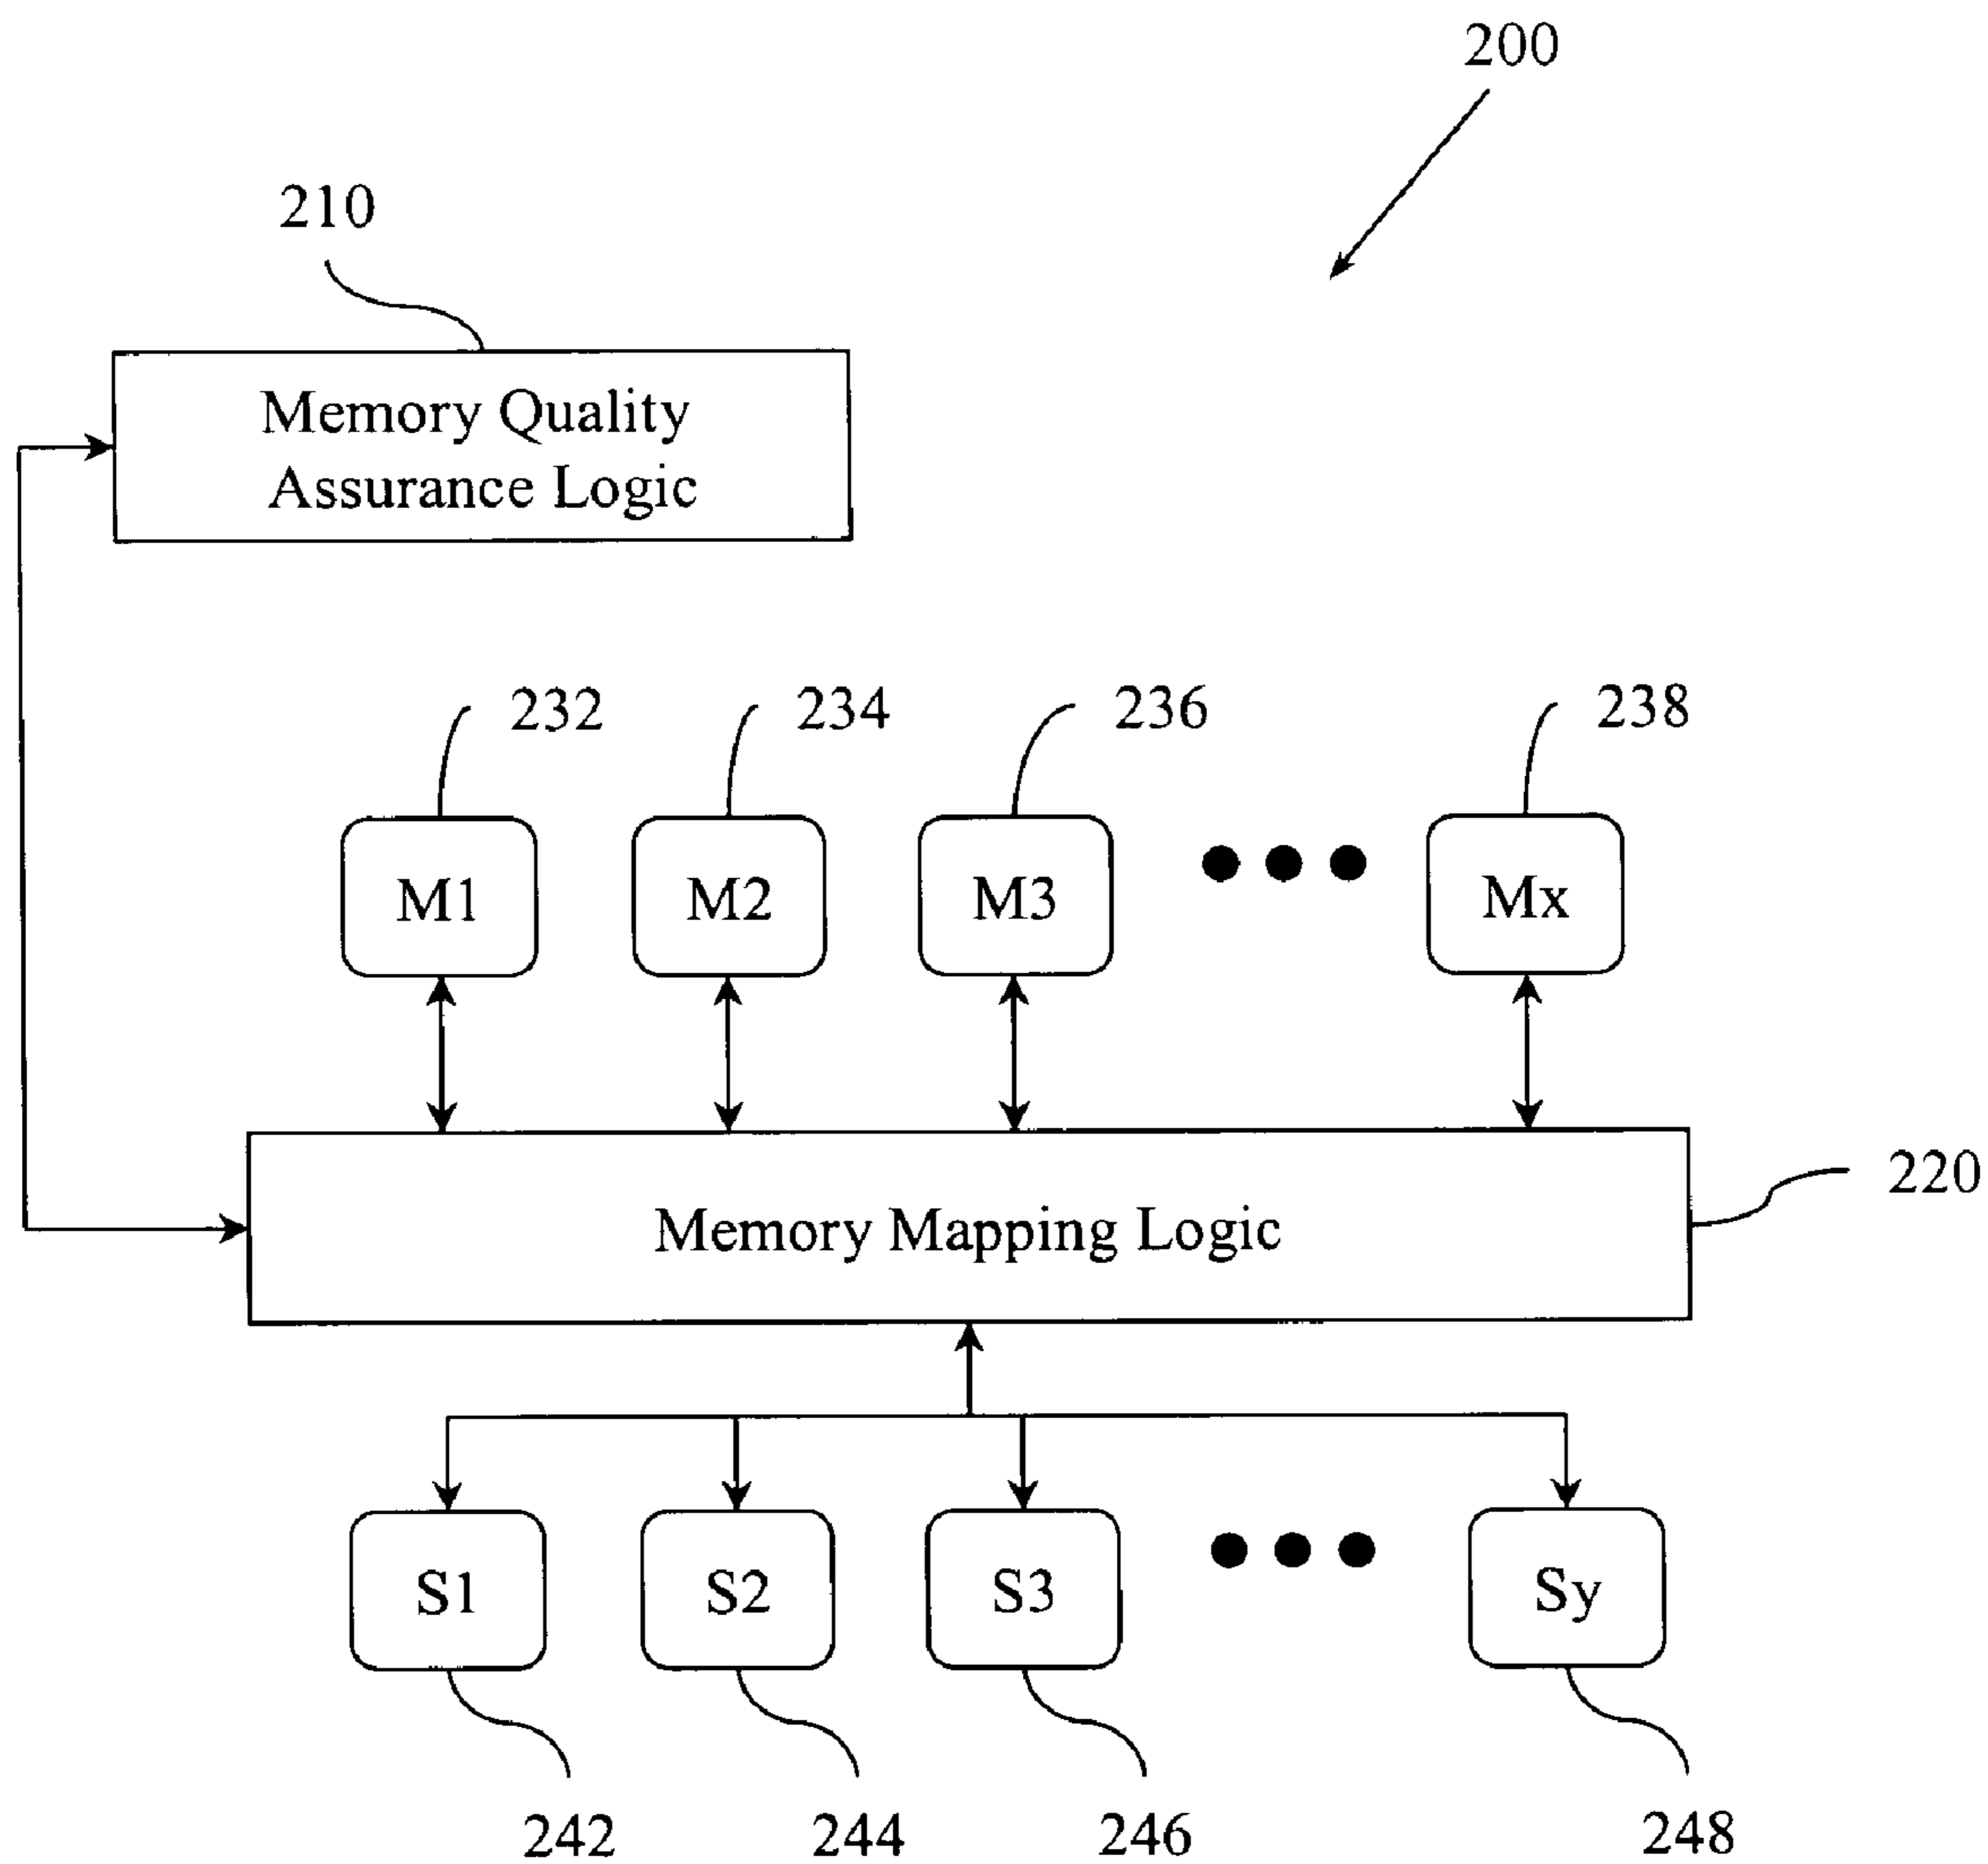 200
210
Memory Quality
Assurance Logic
232
234
236
238
M1
M2
M3
Mx
220
Memory Mapping Logic
S1
S2
S3
Sy
242
244
246
248